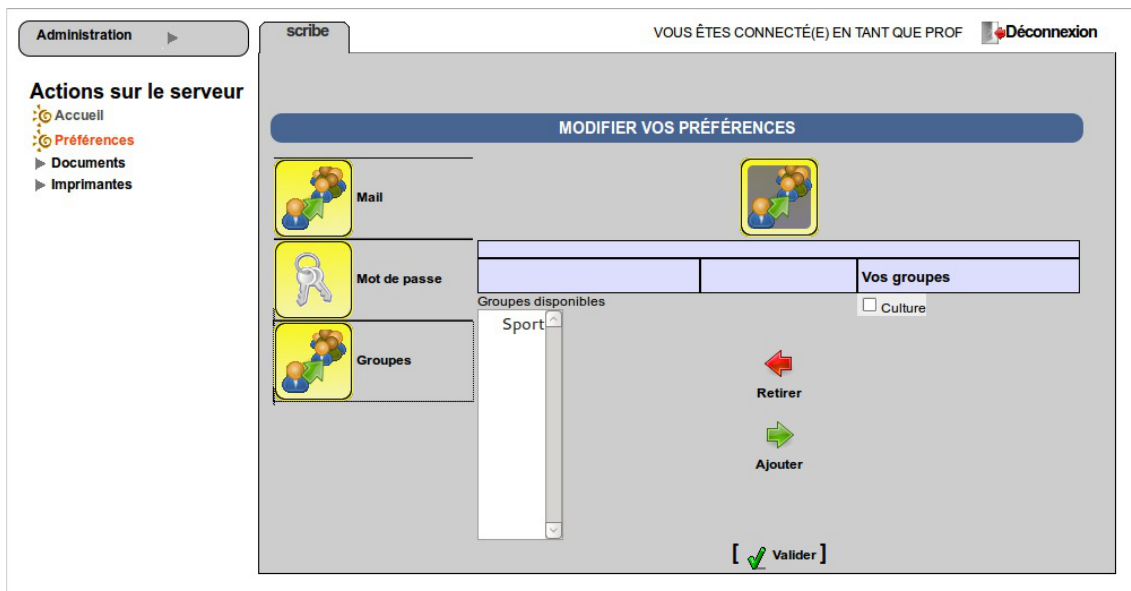 Administration
scribe
VOUS ÊTES CONNECTÉ(E) EN TANT QUE PROF
Déconnexion
Actions sur le serveur
Accueil
Préférences
Documents
Imprimantes
MODIFIER VOS PRÉFÉRENCES
Mail
Mot de passe
Groupes
Vos groupes
Groupes disponibles
Culture
Sport
Retirer
Ajouter
[ Valider ]